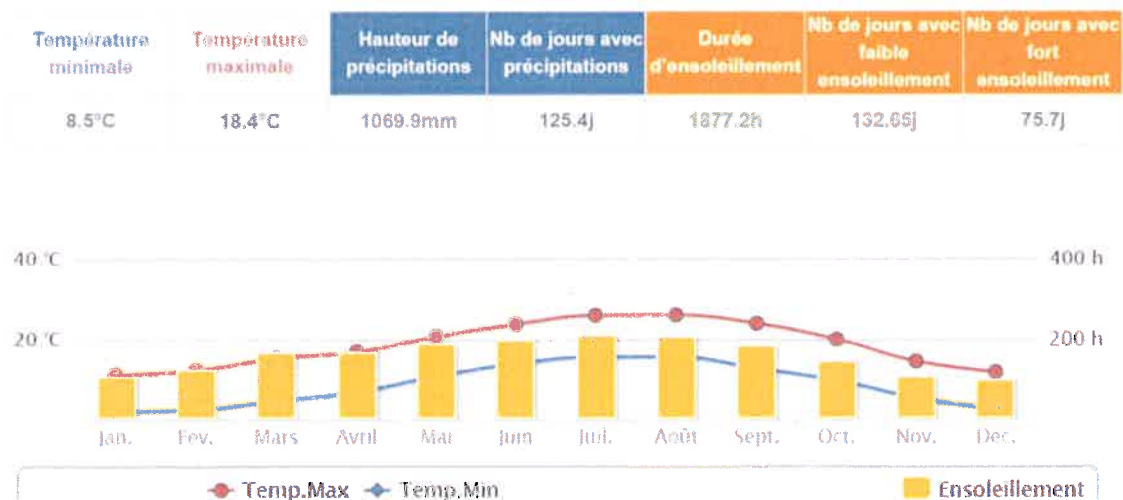 Température minimale
Température maximale
Hauteur de précipitations
Nb de jours avec précipitations
Durée d'ensoleillement
Nb de jours avec faible ensoleillement
Nb de jours avec fort ensoleillement
8.5°C 18.4°C 1069.9mm 125.4j 1877.2h 132.65j 75.7j
40 °C 400 h
20 °C 200 h
Jan. Fev. Mars Avril Mai Juin Juil. Août Sept. Oct. Nov. Dec.
Temp.Max Temp.Min Ensoleillement